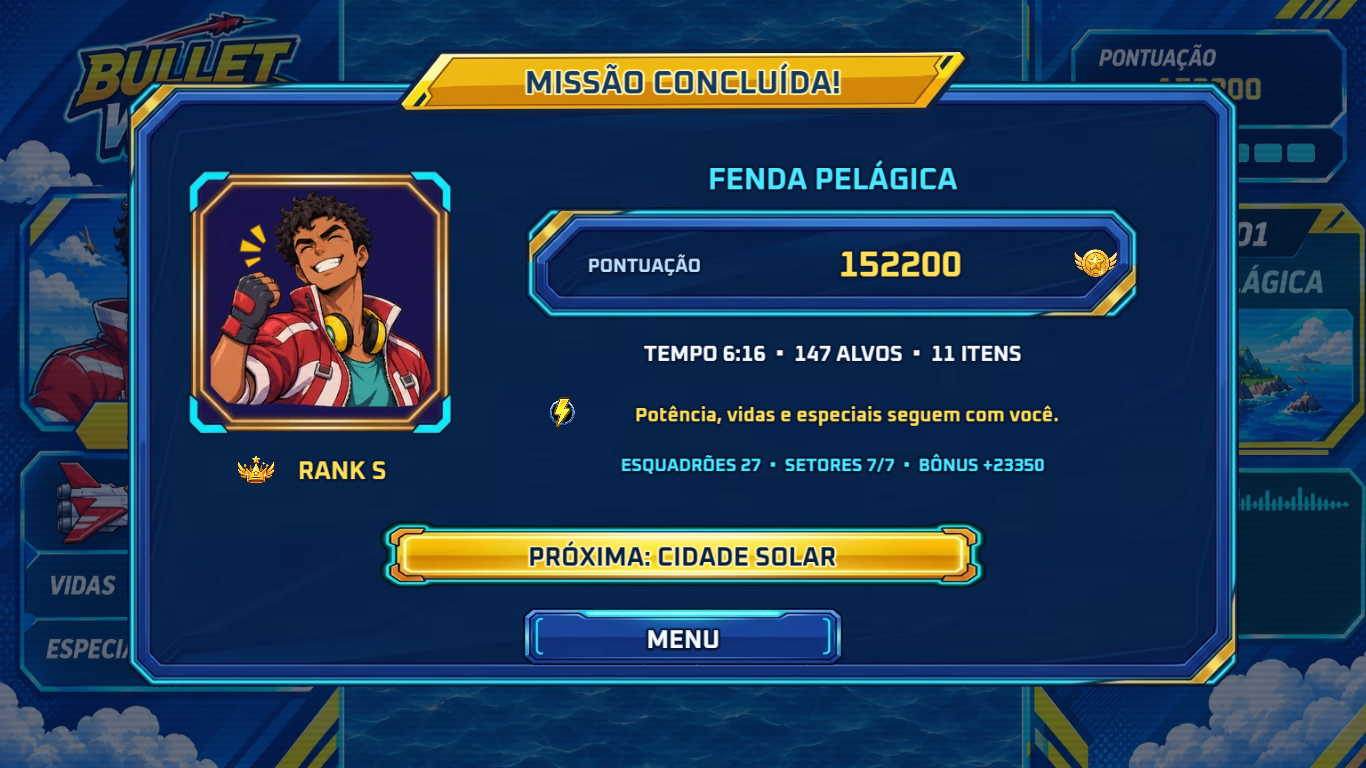 BULLET
PONTUAÇÃO
MISSÃO CONCLUÍDA!
FENDA PELÁGICA
PONTUAÇÃO 152200
TEMPO 6:16 • 147 ALVOS • 11 ITENS
Potência, vidas e especiais seguem com você.
RANK S
ESQUADRÕES 27 • SETORES 7/7 • BÔNUS +23350
PRÓXIMA: CIDADE SOLAR
MENU
VIDAS